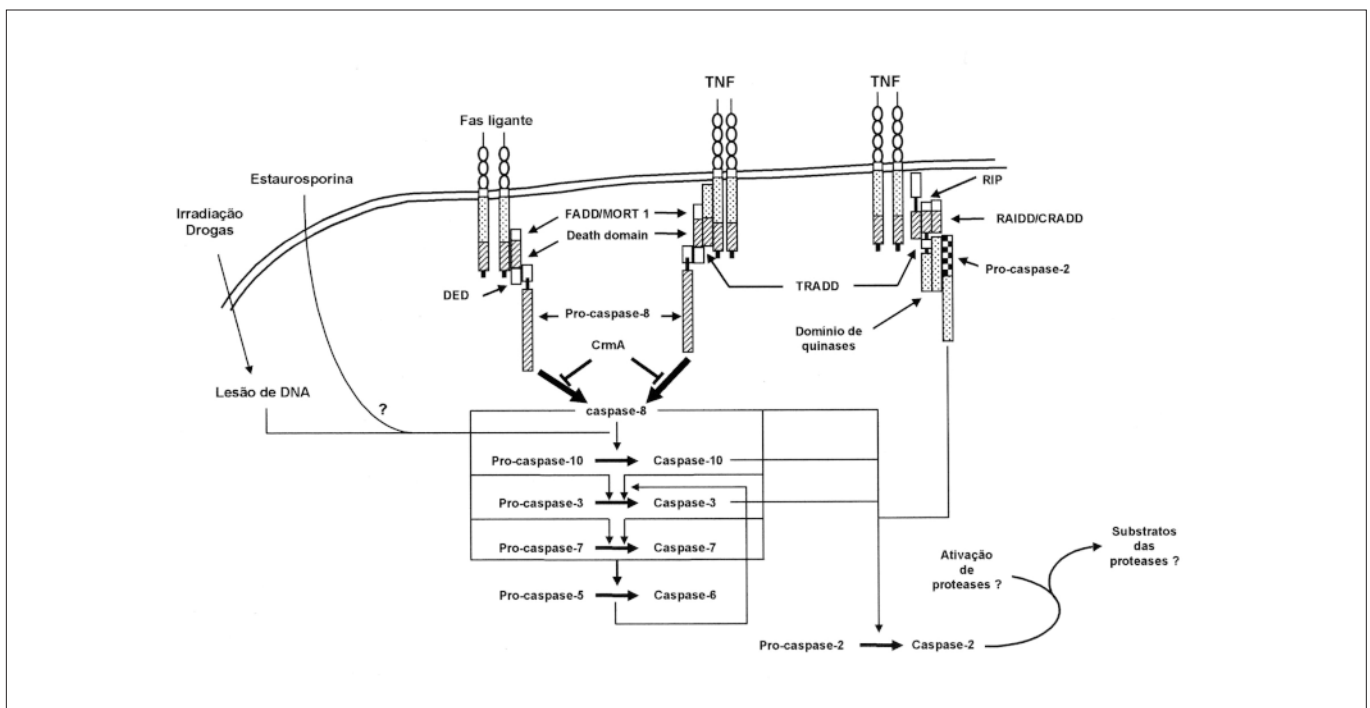 TNF
TNF
Fas ligante
Estaurosporina
Irradiação
Drogas
RIP
FADD/MORT 1
RAIDD/CRADD
Death domain
Pro-caspase-2
DED
TRADD
Pro-caspase-8
Domínio de
quinases
CrmA
Lesão de DNA
?
caspase-8
Pro-caspase-10
Caspase-10
Pro-caspase-3
Caspase-3
Pro-caspase-7
Caspase-7
Pro-caspase-5
Caspase-6
Ativação
de
proteases ?
Substratos
das
proteases ?
Pro-caspase-2
Caspase-2